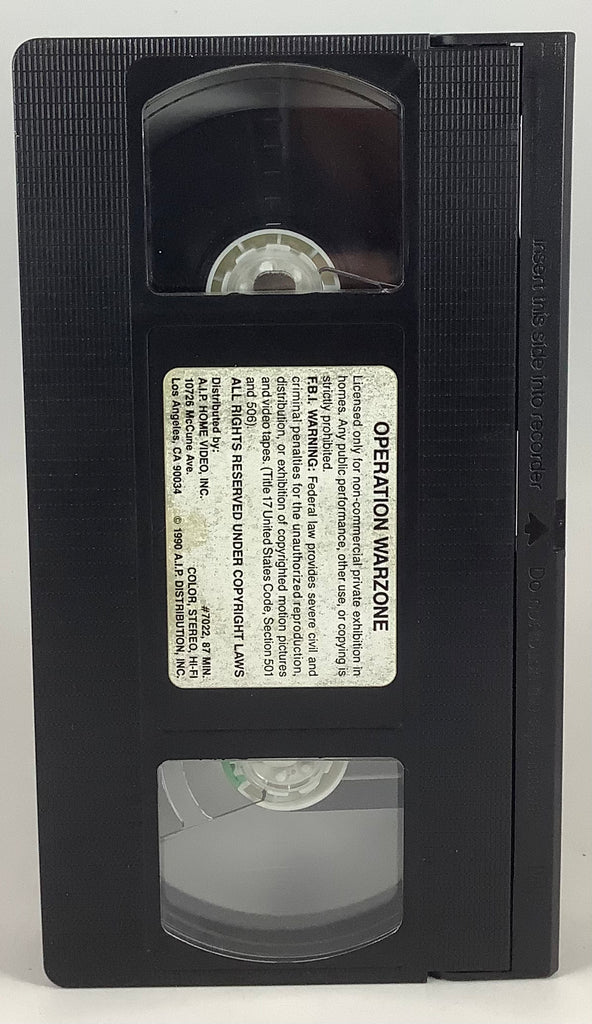 OPERATION WARZONE
Licensed only for non-commercial private exhibition in
homes. Any public performance, other use, or copying is
strictly prohibited.
F.B.I. WARNING: Federal law provides severe civil and
criminal penalties for the unauthorized reproduction,
distribution, or exhibition of copyrighted motion pictures
and video tapes. (Title 17 United States Code, Section 501
and 506).
ALL RIGHTS RESERVED UNDER COPYRIGHT LAWS
Distributed by: #7022, 87 MIN.
A.I.P. HOME VIDEO, INC. COLOR, STEREO, HI-FI
10726 McCune Ave.
Los Angeles, CA 90034 © 1990 A.I.P. DISTRIBUTION, INC.
Insert this side into recorder
Do not